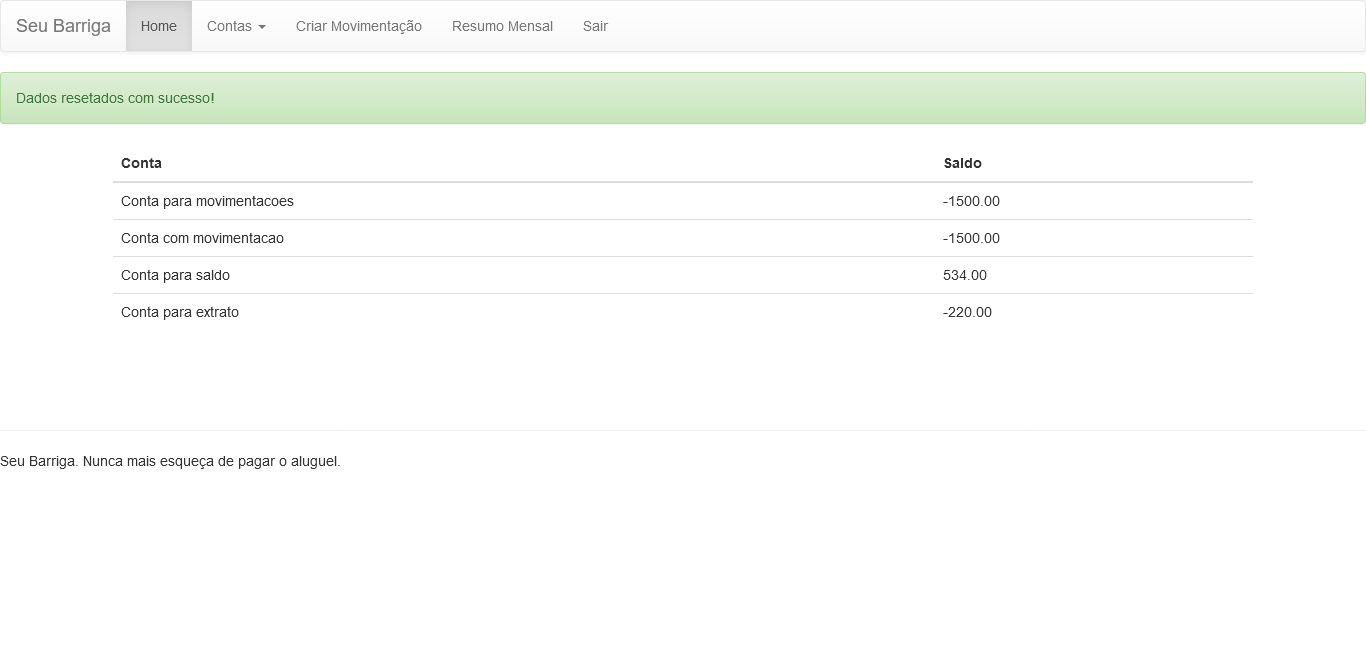 Seu Barriga Home Contas Criar Movimentação Resumo Mensal Sair
Dados resetados com sucesso!
Conta Saldo
Conta para movimentacoes -1500.00
Conta com movimentacao -1500.00
Conta para saldo 534.00
Conta para extrato -220.00
Seu Barriga. Nunca mais esqueça de pagar o aluguel.